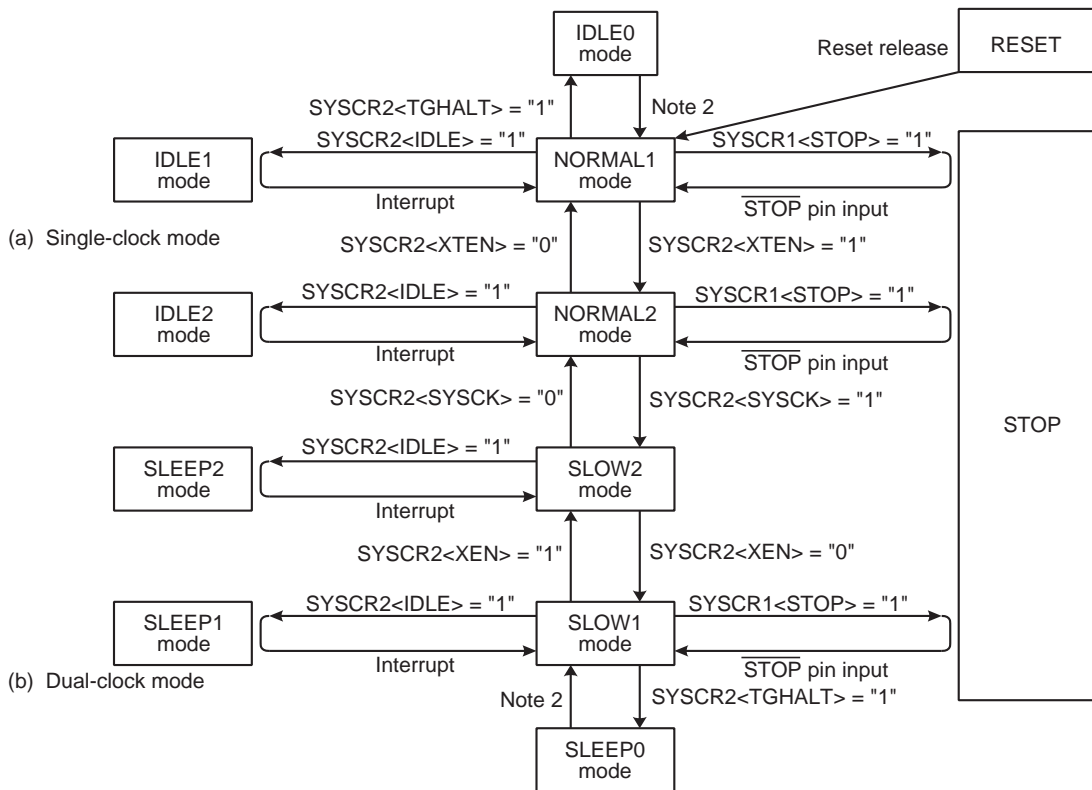 IDLE0
mode
RESET
Reset release
SYSCR2<TGHALT> = "1"
Note 2
SYSCR2<IDLE> = "1"
SYSCR1<STOP> = "1"
IDLE1
mode
NORMAL1
mode
Interrupt
STOP pin input
(a) Single-clock mode
SYSCR2<XTEN> = "0"
SYSCR2<XTEN> = "1"
SYSCR2<IDLE> = "1"
SYSCR1<STOP> = "1"
IDLE2
mode
NORMAL2
mode
Interrupt
STOP pin input
SYSCR2<SYSCK> = "0"
SYSCR2<SYSCK> = "1"
STOP
SYSCR2<IDLE> = "1"
SLEEP2
mode
SLOW2
mode
Interrupt
SYSCR2<XEN> = "1"
SYSCR2<XEN> = "0"
SYSCR2<IDLE> = "1"
SYSCR1<STOP> = "1"
SLEEP1
mode
SLOW1
mode
Interrupt
STOP pin input
(b) Dual-clock mode
Note 2
SYSCR2<TGHALT> = "1"
SLEEP0
mode